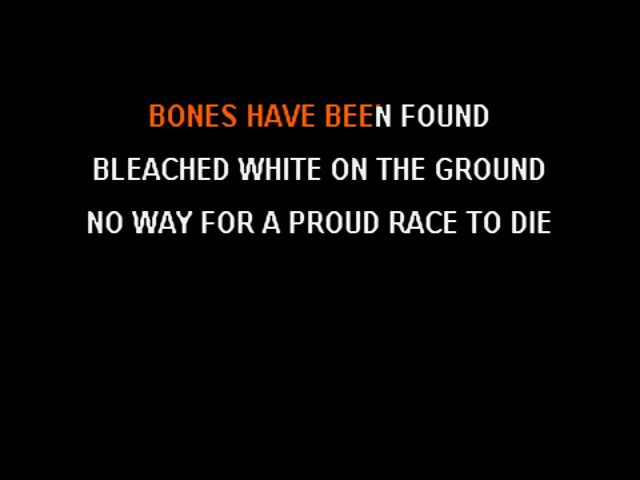 BONES HAVE BEEN FOUND
BLEACHED WHITE ON THE GROUND
NO WAY FOR A PROUD RACE TO DIE